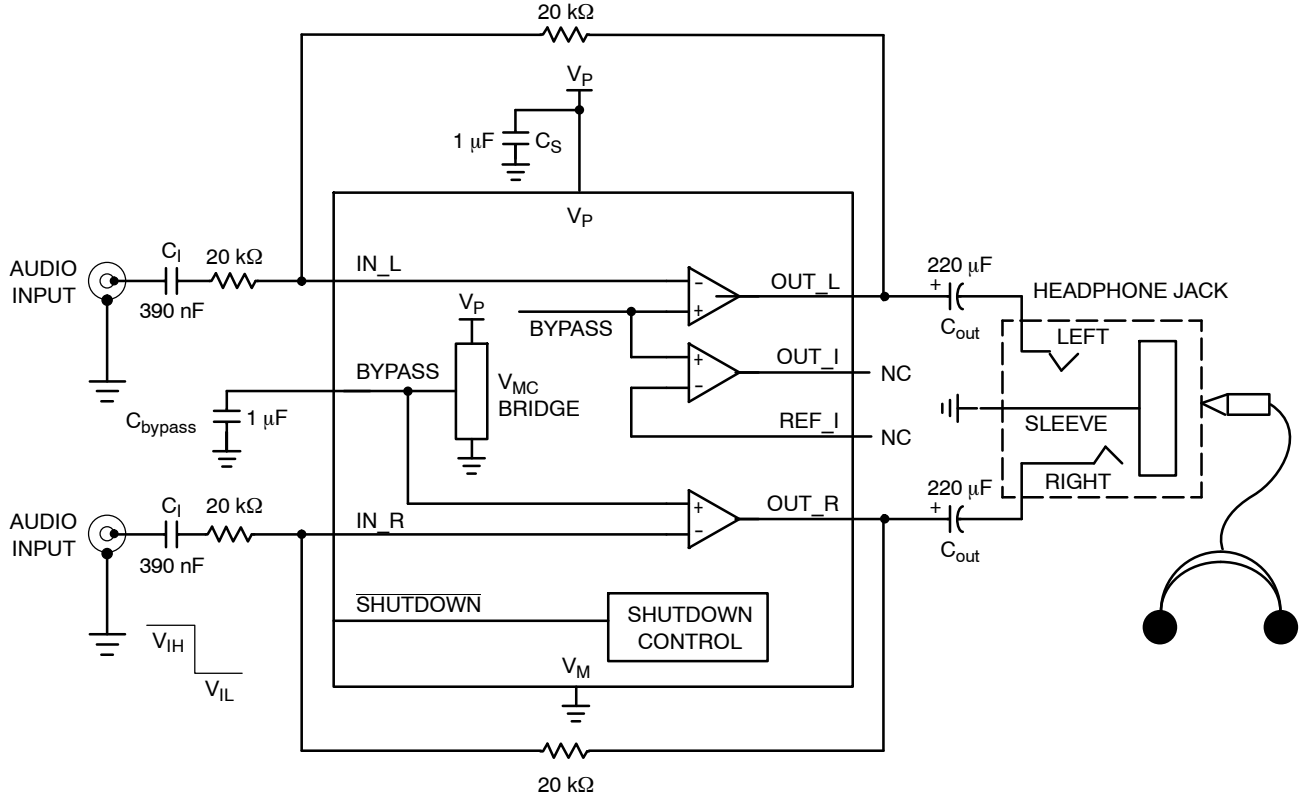 20 kΩ
V_P
1 μF C_S
V_P
C_I
20 kΩ
AUDIO
INPUT
390 nF
IN_L
V_P
BYPASS
–
+
OUT_L
220 μF
+
C_out
HEADPHONE JACK
LEFT
BYPASS
V_MC
BRIDGE
+
–
OUT_I
NC
C_bypass
1 μF
REF_I
NC
SLEEVE
RIGHT
C_I
20 kΩ
AUDIO
INPUT
390 nF
IN_R
+
–
OUT_R
220 μF
+
C_out
SHUTDOWN
SHUTDOWN
CONTROL
V_IH
V_IL
V_M
20 kΩ